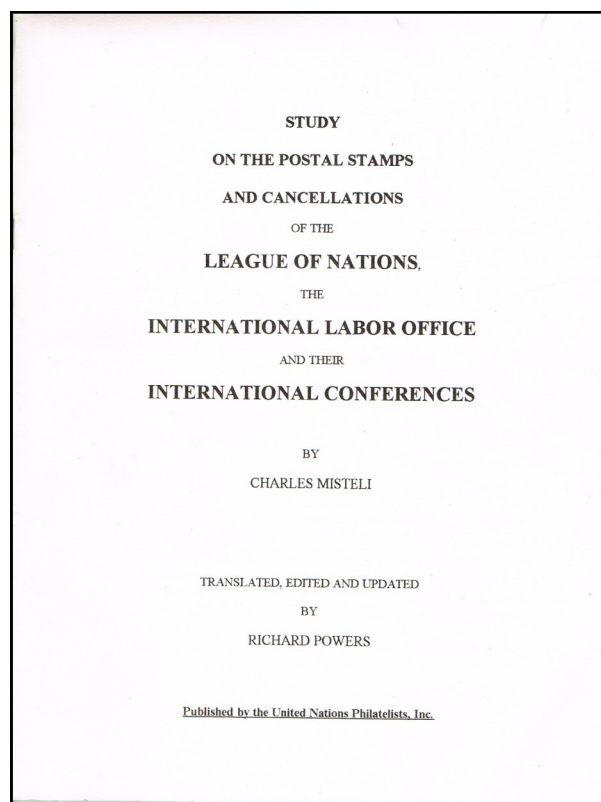 STUDY
ON THE POSTAL STAMPS
AND CANCELLATIONS
OF THE
LEAGUE OF NATIONS,
THE
INTERNATIONAL LABOR OFFICE
AND THEIR
INTERNATIONAL CONFERENCES
BY
CHARLES MISTELI
TRANSLATED, EDITED AND UPDATED
BY
RICHARD POWERS
Published by the United Nations Philatelists, Inc.